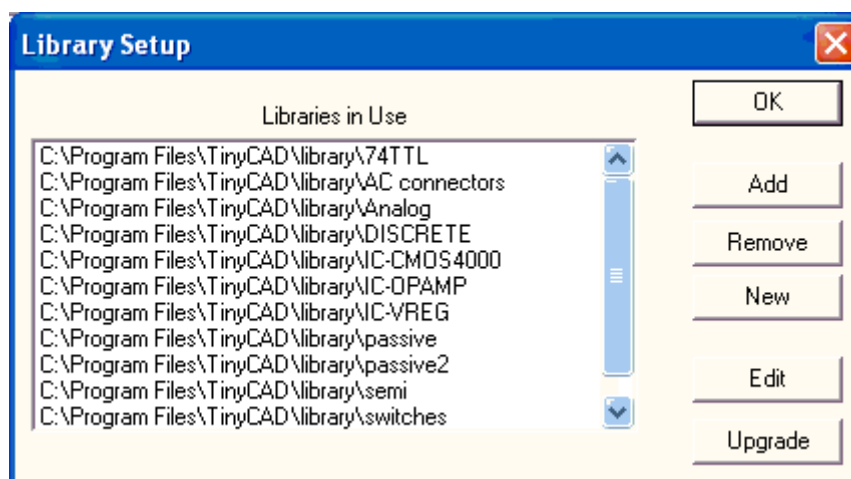 Library Setup
Libraries in Use
C:\Program Files\TinyCAD\library\74TTL
C:\Program Files\TinyCAD\library\AC connectors
C:\Program Files\TinyCAD\library\Analog
C:\Program Files\TinyCAD\library\DISCRETE
C:\Program Files\TinyCAD\library\IC-CMOS4000
C:\Program Files\TinyCAD\library\IC-OPAMP
C:\Program Files\TinyCAD\library\IC-VREG
C:\Program Files\TinyCAD\library\passive
C:\Program Files\TinyCAD\library\passive2
C:\Program Files\TinyCAD\library\semi
C:\Program Files\TinyCAD\library\switches
OK
Add
Remove
New
Edit
Upgrade